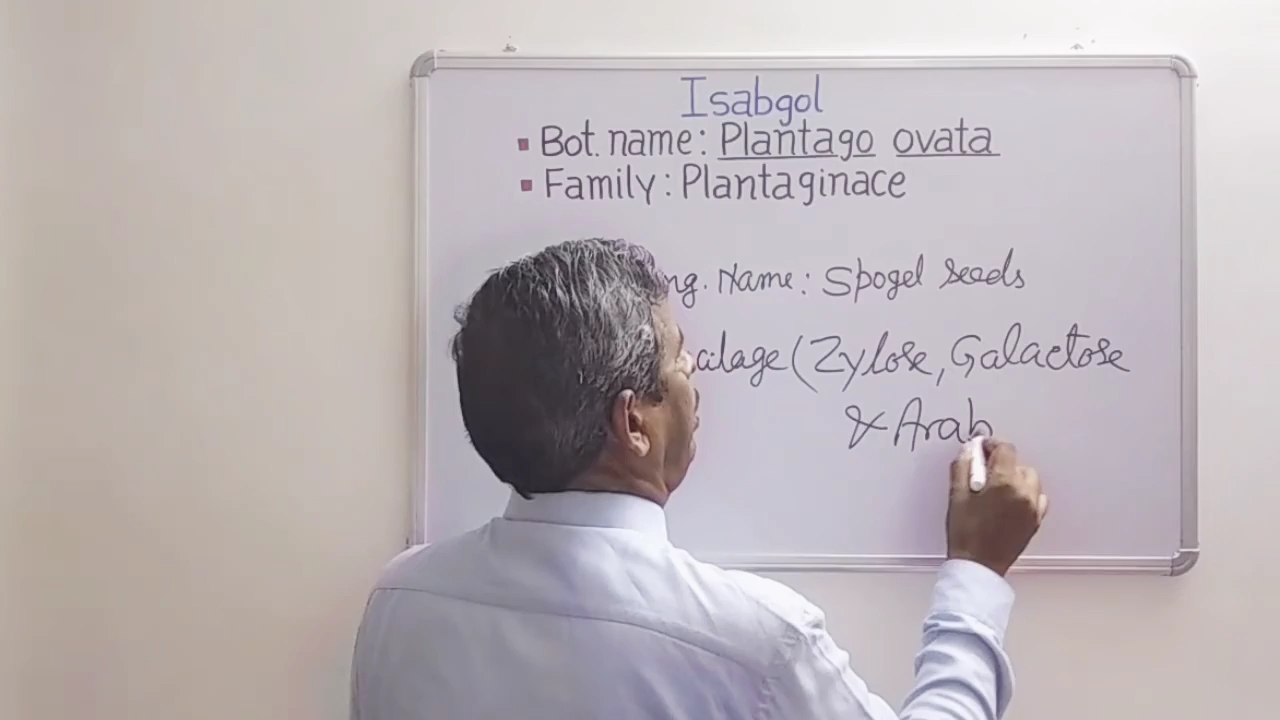 Isabgol
▪ Bot. name: Plantago ovata
▪ Family: Plantaginace
ng. Name: Spogel Seeds
cilage (Zylose, Galactose
& Arab